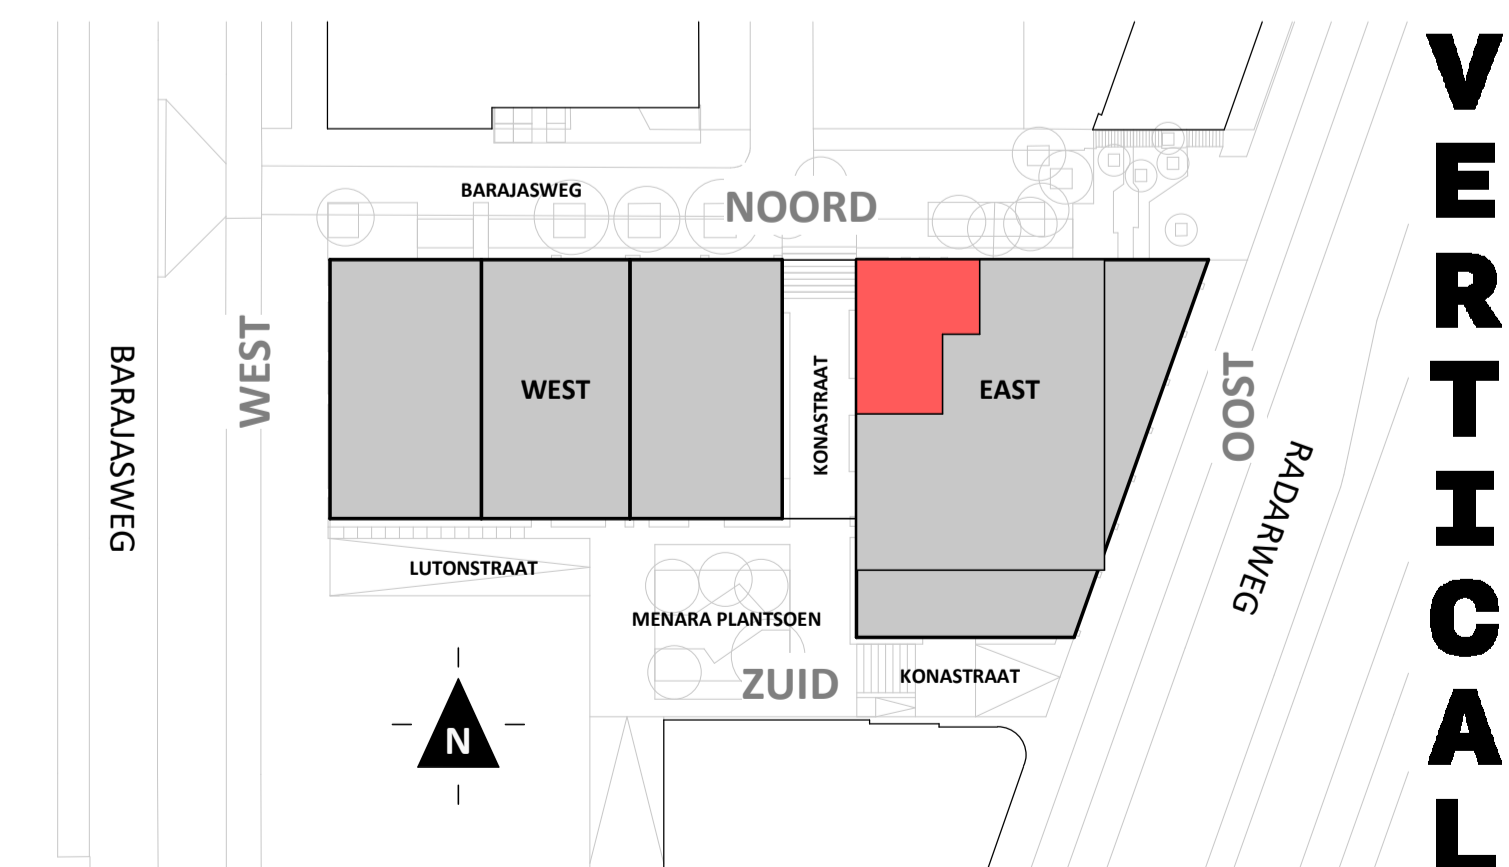 BARAJASWEG
NOORD
WEST
BARAJASWEG
WEST
KONASTRAAT
EAST
OOST
RADARWEG
LUTONSTRAAT
MENARA PLANTSOEN
ZUID
KONASTRAAT
N
VERTICAL